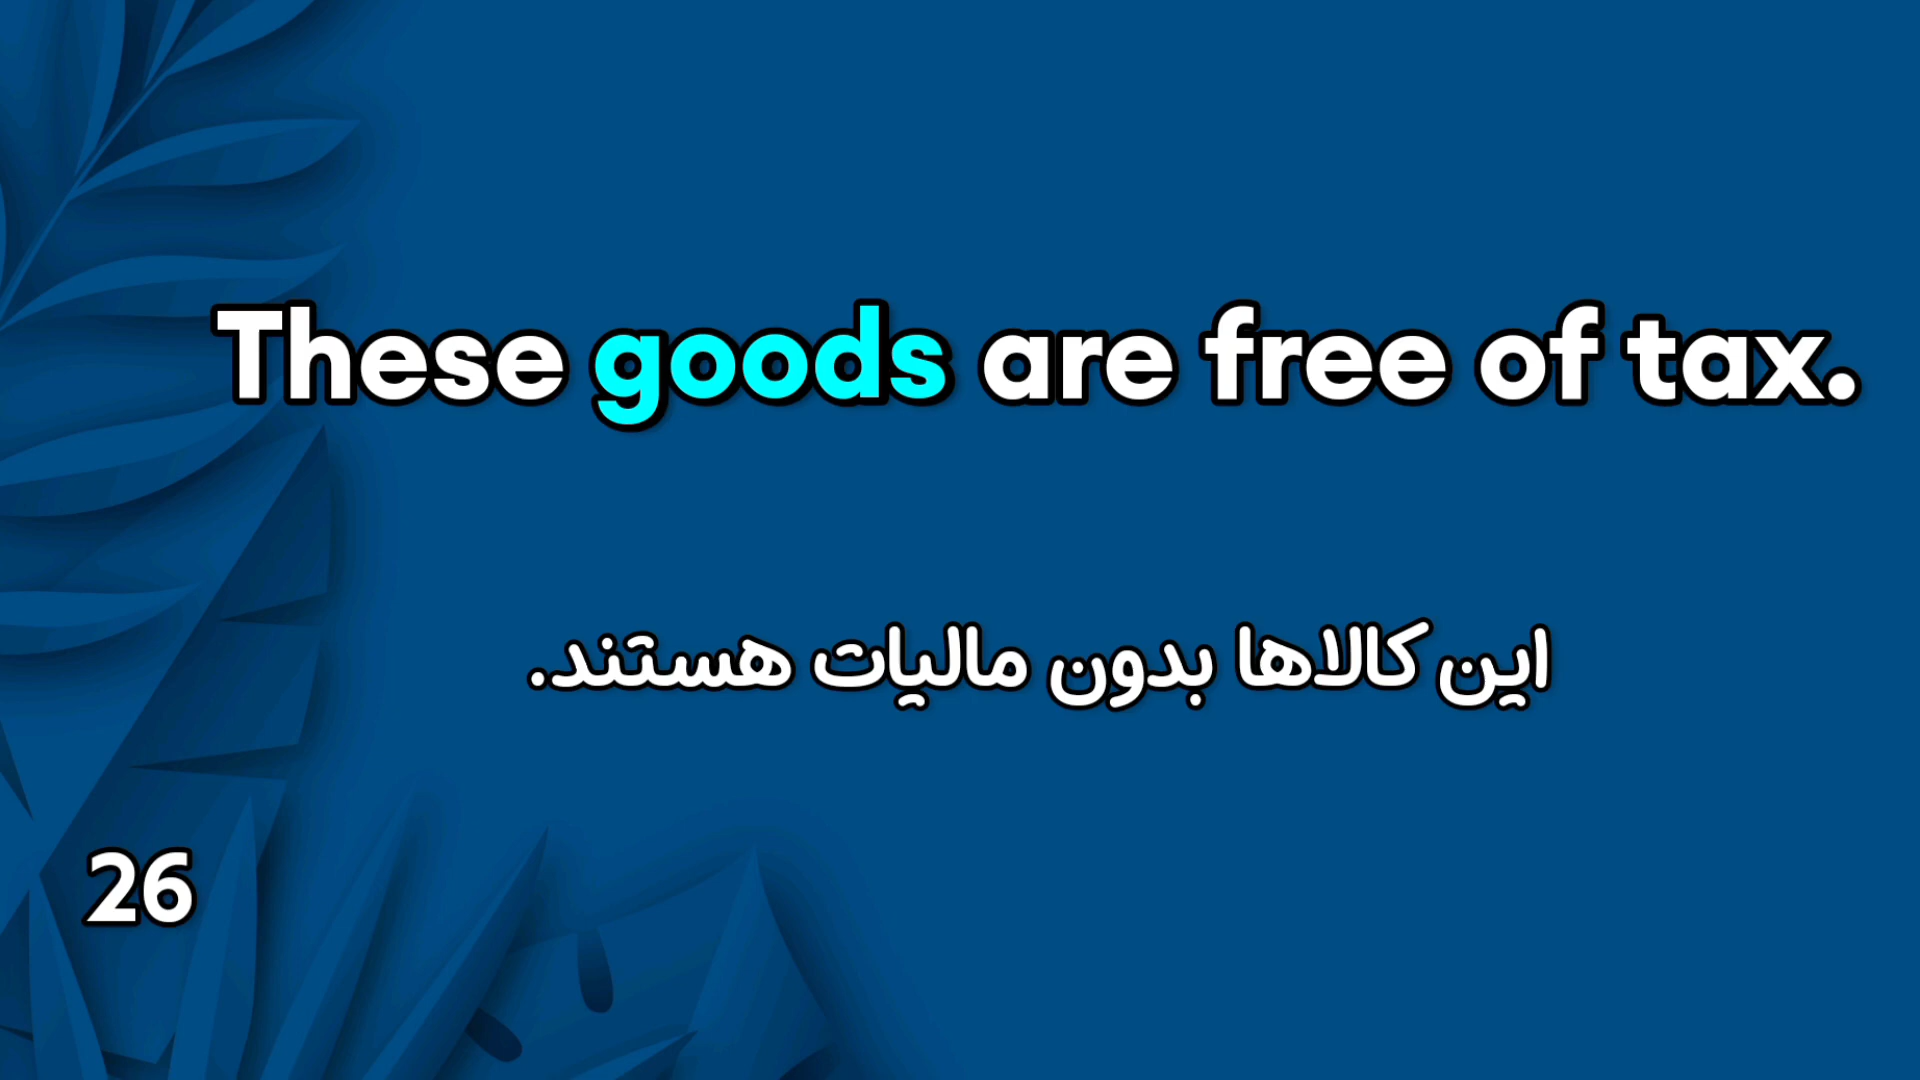 These goods are free of tax.
این کالاها بدون مالیات هستند.
26